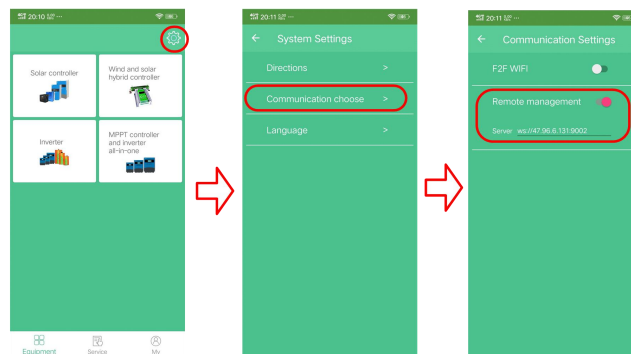 20:10
Solar controller
Wind and solar
hybrid controller
Inverter
MPPT controller
and inverter
all-in-one
Equipment
Service
My
20:11
← System Settings
Directions >
Communication choose >
Language >
20:11
← Communication Settings
F2F WIFI
Remote management
Server ws://47.96.6.131:9002